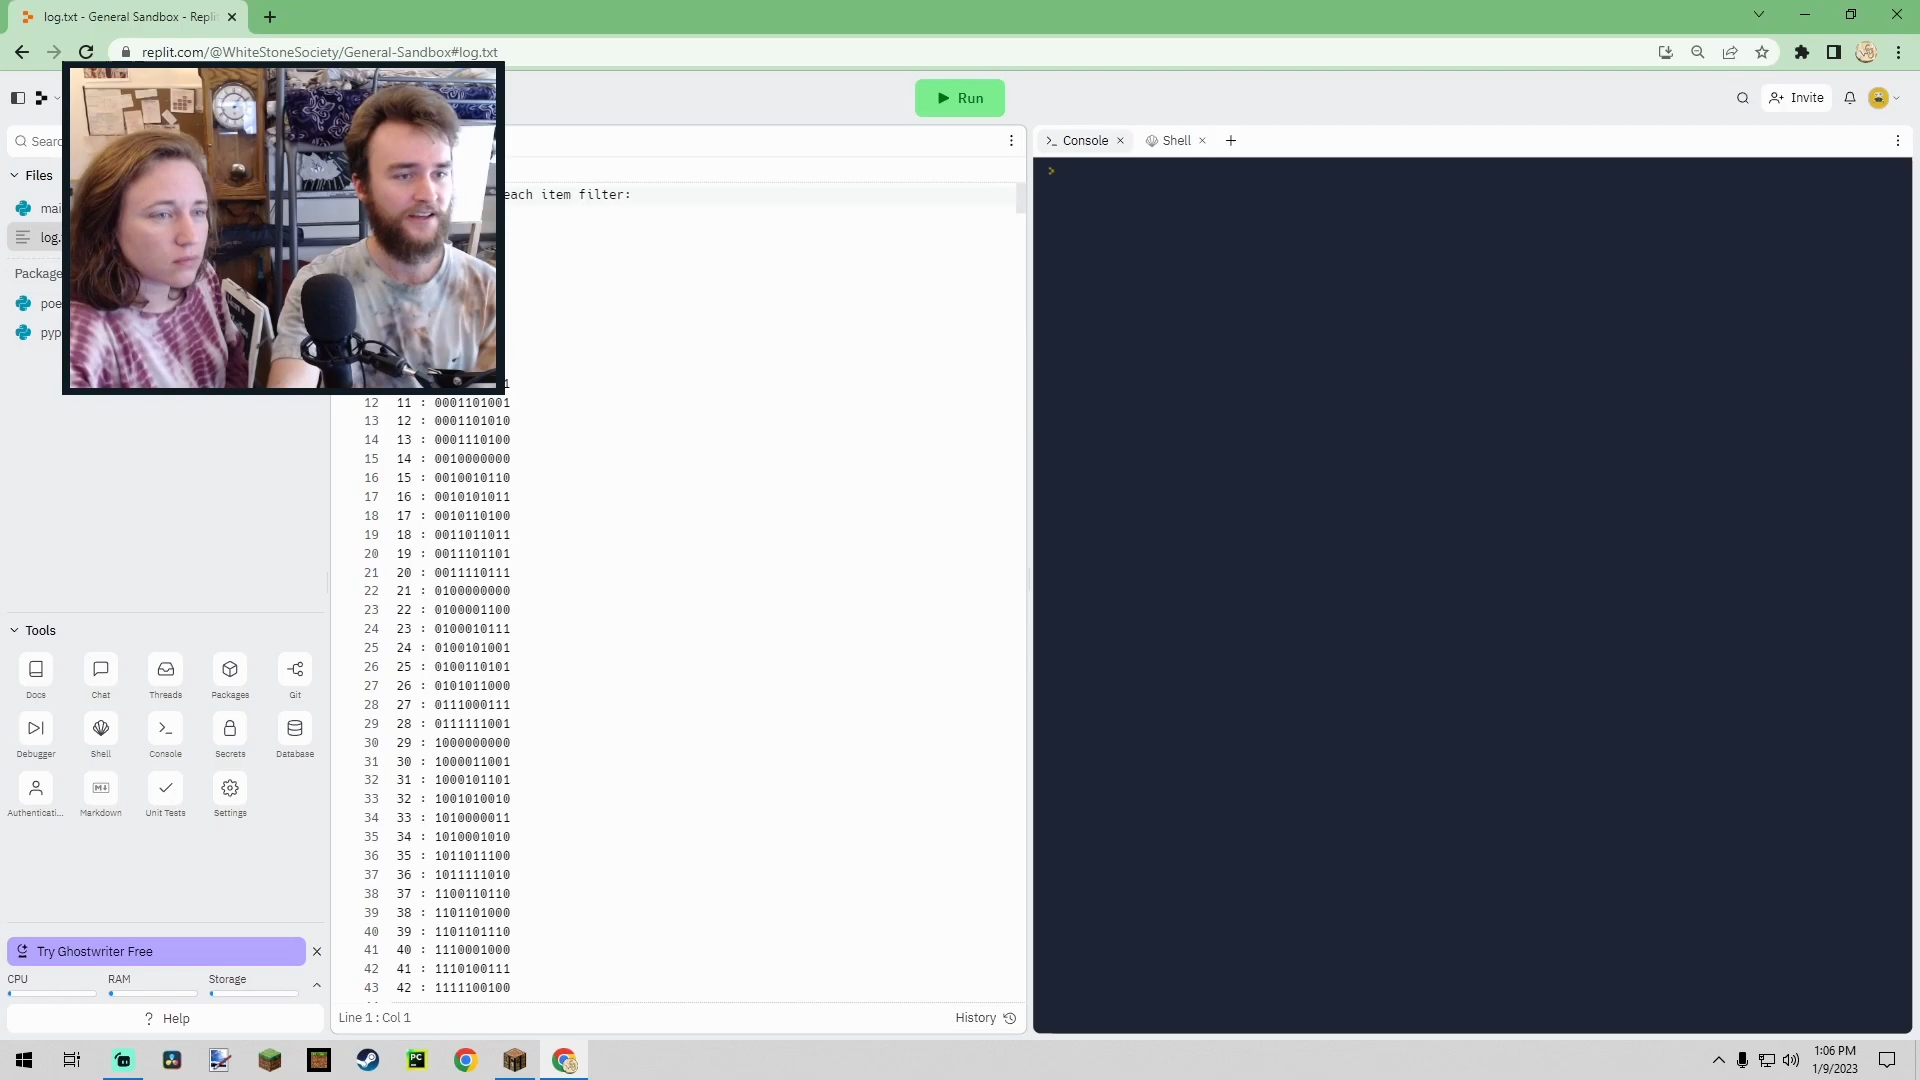 log.txt - General Sandbox - Repli
replit.com/@WhiteStoneSociety/General-Sandbox#log.txt
Run
Invite
Sear
Files
mai
log.
Package
poe
pyp
Console
Shell
each item filter:
1
12 11 : 0001101001
13 12 : 0001101010
14 13 : 0001110100
15 14 : 0010000000
16 15 : 0010010110
17 16 : 0010101011
18 17 : 0010110100
19 18 : 0011011011
20 19 : 0011101101
21 20 : 0011110111
22 21 : 0100000000
23 22 : 0100001100
24 23 : 0100010111
25 24 : 0100101001
26 25 : 0100110101
27 26 : 0101011000
28 27 : 0111000111
29 28 : 0111111001
30 29 : 1000000000
31 30 : 1000011001
32 31 : 1000101101
33 32 : 1001010010
34 33 : 1010000011
35 34 : 1010001010
36 35 : 1011011100
37 36 : 1011111010
38 37 : 1100110110
39 38 : 1101101000
40 39 : 1101101110
41 40 : 1110001000
42 41 : 1110100111
43 42 : 1111100100
Tools
Docs Chat Threads Packages Git
Debugger Shell Console Secrets Database
Authenticati... Markdown Unit Tests Settings
Try Ghostwriter Free
CPU RAM Storage
? Help
Line 1 : Col 1
History
1:06 PM
1/9/2023